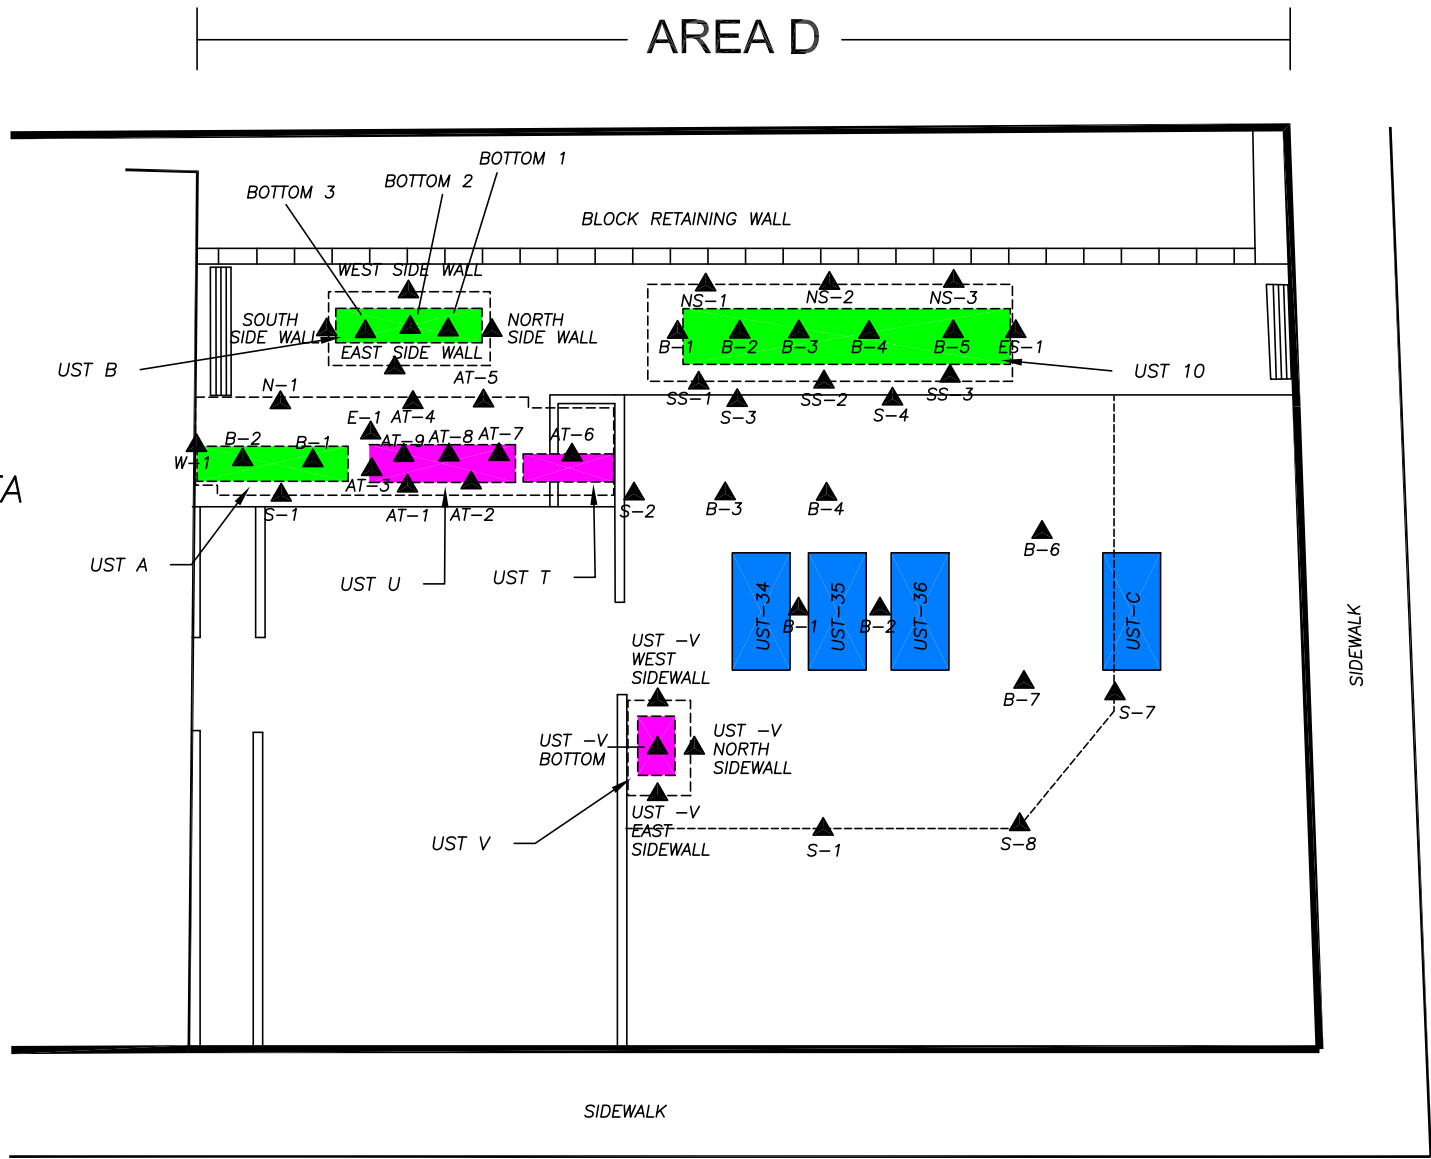 AREA D
BOTTOM 1
BOTTOM 2
BOTTOM 3
BLOCK RETAINING WALL
WEST SIDE WALL
SOUTH
SIDE WALL
NORTH
SIDE WALL
EAST SIDE WALL
UST B
NS-1
NS-2
NS-3
B-1
B-2
B-3
B-4
B-5
ES-1
UST 10
SS-1
S-3
SS-2
S-4
SS-3
N-1
AT-5
E-1
AT-4
W-1
B-2
B-1
AT-9
AT-8
AT-7
AT-6
AT-3
S-1
AT-1
AT-2
S-2
B-3
B-4
B-6
TA
UST A
UST U
UST T
UST-34
B-1
UST-35
B-2
UST-36
UST-C
SIDEWALK
UST -V
WEST
SIDEWALL
B-7
S-7
UST -V
BOTTOM
UST -V
NORTH
SIDEWALL
UST -V
EAST
SIDEWALL
UST V
S-1
S-8
SIDEWALK